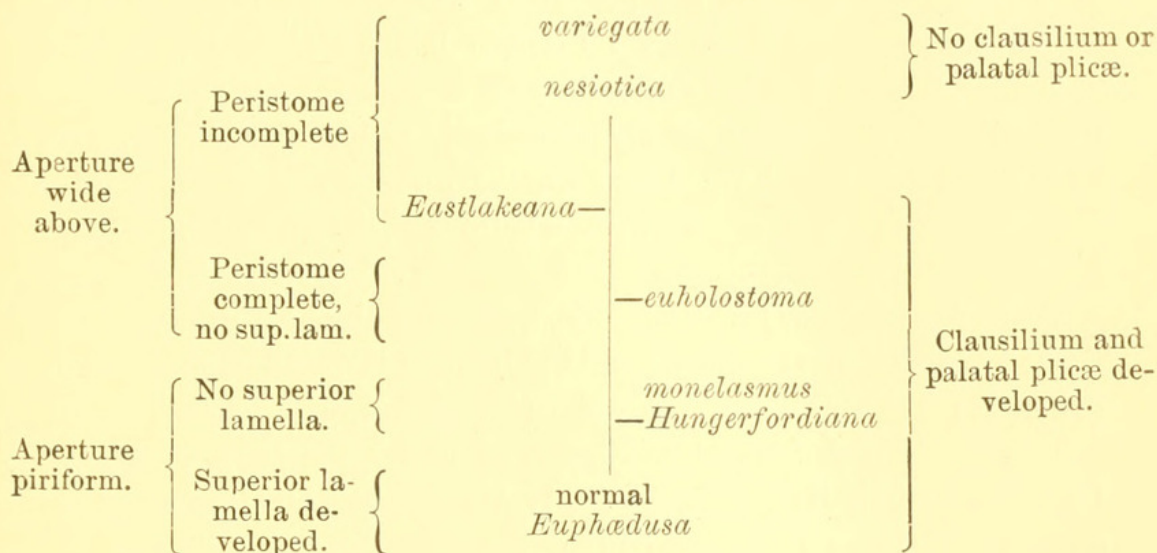 Aperture
wide
above.
Peristome
incomplete
variegata
nesiotica
Eastlakeana—
No clausilium or
palatal plicæ.
Peristome
complete,
no sup. lam.
—euholostoma
Aperture
piriform.
No superior
lamella.
monelasmus
—Hungerfordiana
Superior la-
mella de-
veloped.
normal
Euphædusa
Clausilium and
palatal plicæ de-
veloped.